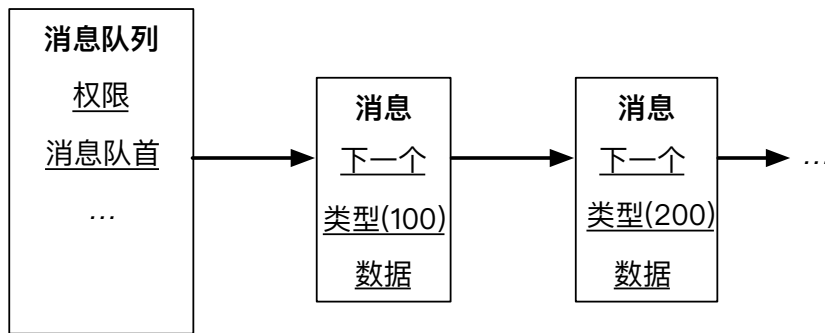 消息队列
权限
消息队首
...
消息
下一个
类型(100)
数据
消息
下一个
类型(200)
数据
...